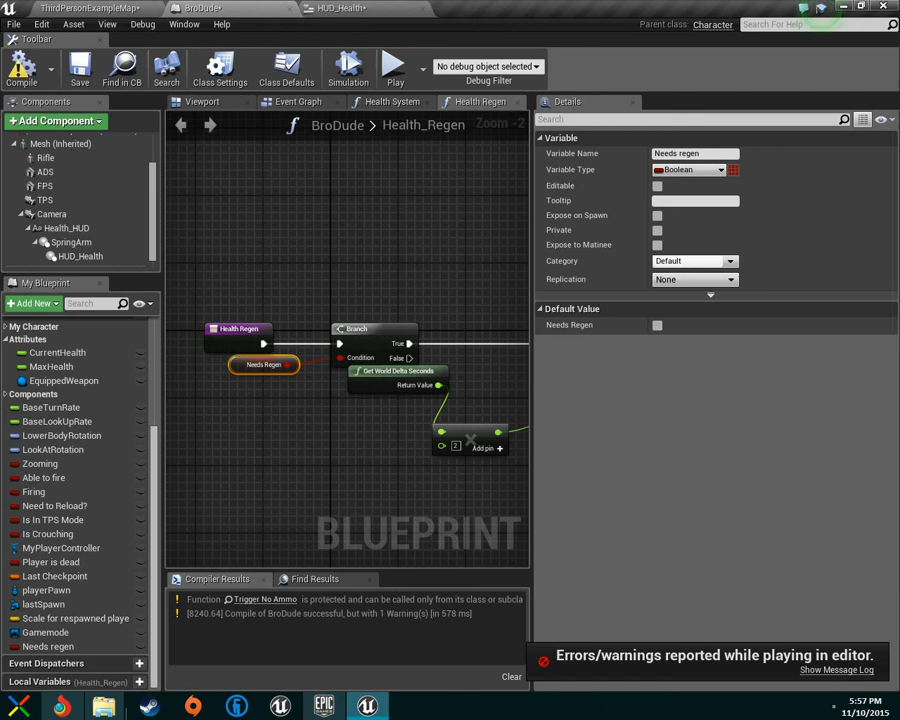 ThirdPersonExampleMap*
BroDude*
HUD_Health*
File Edit Asset View Debug Window Help
Parent class: Character
Search For Help
Toolbar
Compile
Save
Find in CB
Search
Class Settings
Class Defaults
Simulation
Play
No debug object selected
Debug Filter
Components
+Add Component
Mesh (Inherited)
Rifle
ADS
FPS
TPS
Camera
Health_HUD
SpringArm
HUD_Health
My Blueprint
+Add New
Search
My Character
Attributes
CurrentHealth
MaxHealth
EquippedWeapon
Components
BaseTurnRate
BaseLookUpRate
LowerBodyRotation
LookAtRotation
Zooming
Able to fire
Firing
Need to Reload?
Is In TPS Mode
Is Crouching
MyPlayerController
Player is dead
Last Checkpoint
playerPawn
lastSpawn
Scale for respawned playe
Gamemode
Needs regen
Event Dispatchers +
Local Variables (Health_Regen) +
Viewport
Event Graph
Health System
Health Regen
BroDude > Health_Regen
Zoom -2
Health Regen
Branch
True
Condition
False
Needs Regen
Get World Delta Seconds
Return Value
2
Add pin +
BLUEPRINT
Compiler Results
Find Results
Function Trigger No Ammo is protected and can be called only from its class or subcla
[8240.64] Compile of BroDude successful, but with 1 Warning(s) [in 578 ms]
Clear
Details
Search
Variable
Variable Name Needs regen
Variable Type Boolean
Editable
Tooltip
Expose on Spawn
Private
Expose to Matinee
Category Default
Replication None
Default Value
Needs Regen
Errors/warnings reported while playing in editor.
Show Message Log
EPIC
GAMES
5:57 PM
11/10/2015